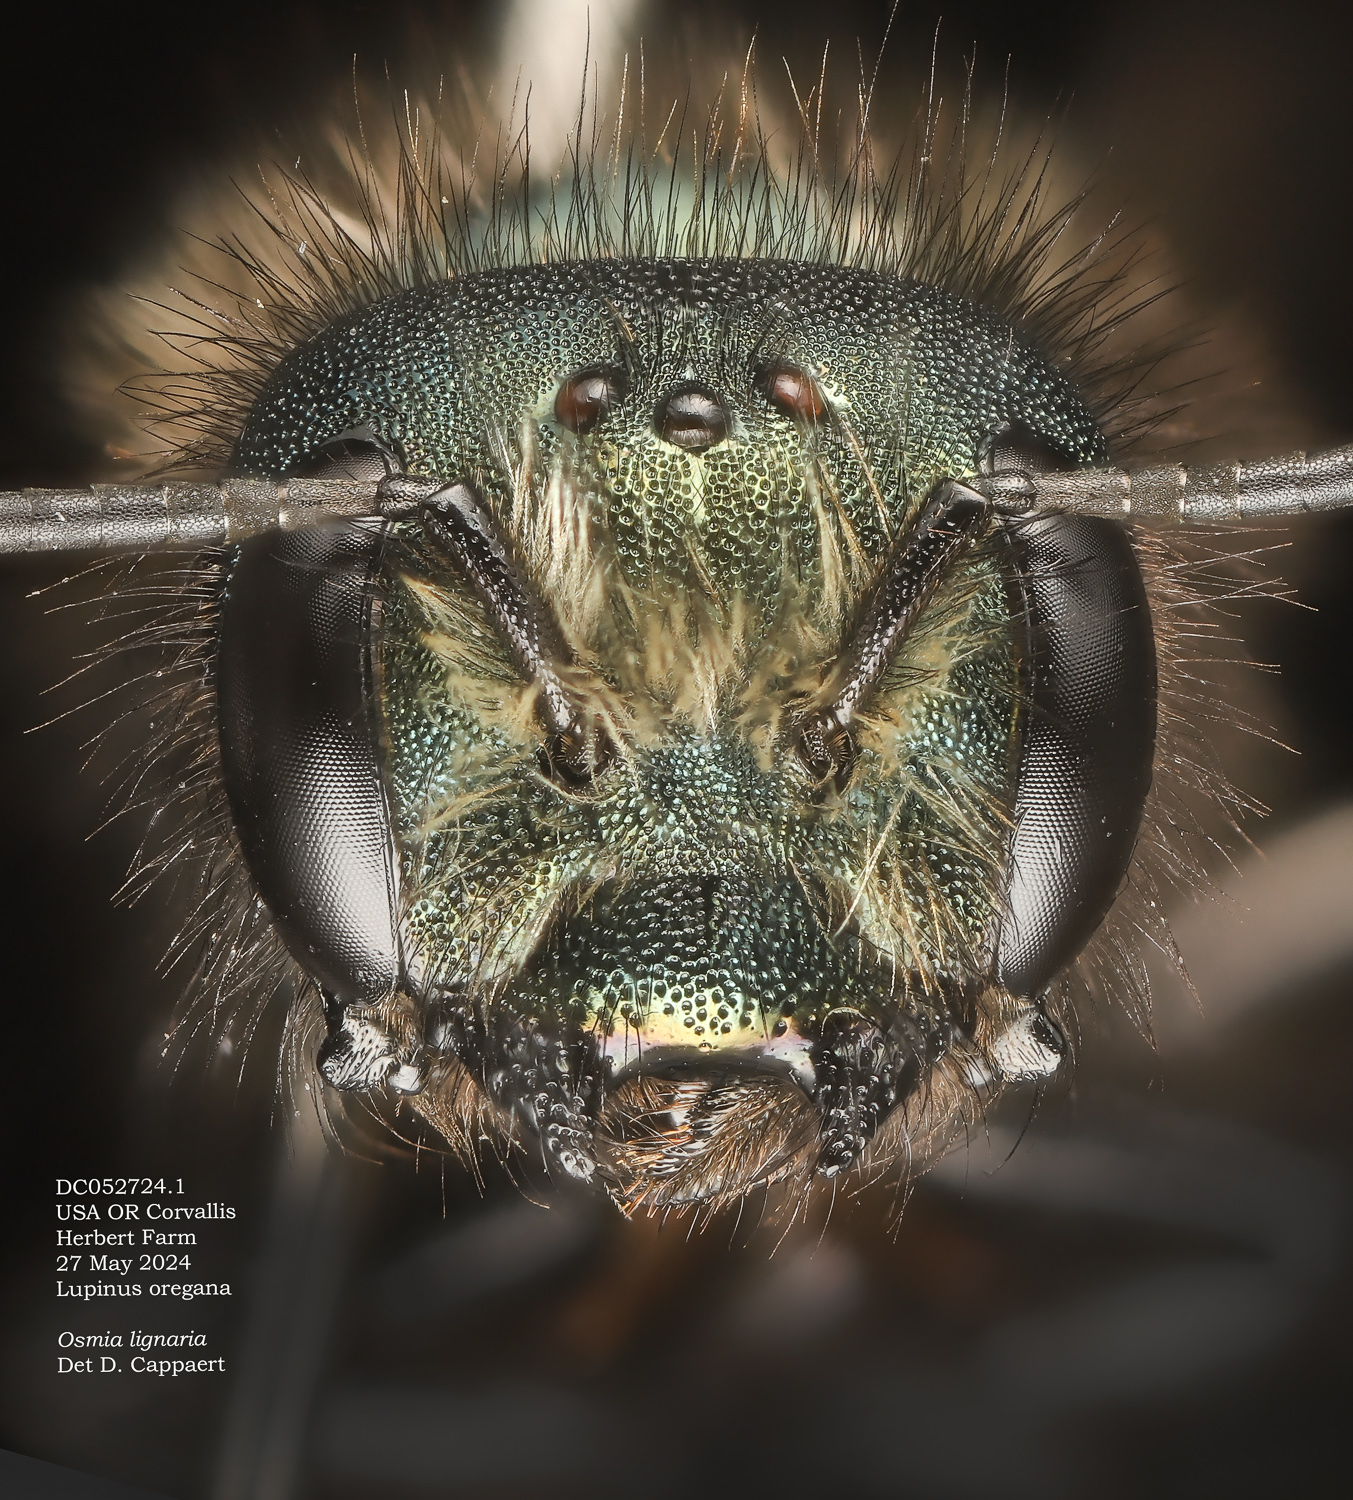 DC052724.1
USA OR Corvallis
Herbert Farm
27 May 2024
Lupinus oregana
Osmia lignaria
Det D. Cappaert